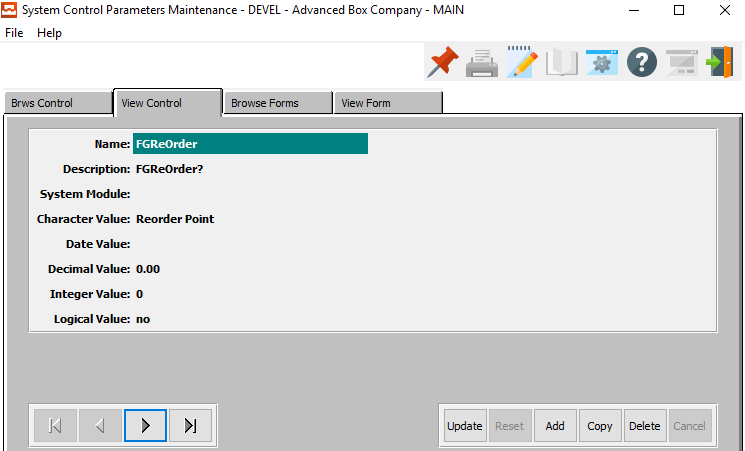 System Control Parameters Maintenance - DEVEL - Advanced Box Company - MAIN
File Help
Brws Control View Control Browse Forms View Form
Name: FGReOrder
Description: FGReOrder?
System Module:
Character Value: Reorder Point
Date Value:
Decimal Value: 0.00
Integer Value: 0
Logical Value: no
Update Reset Add Copy Delete Cancel